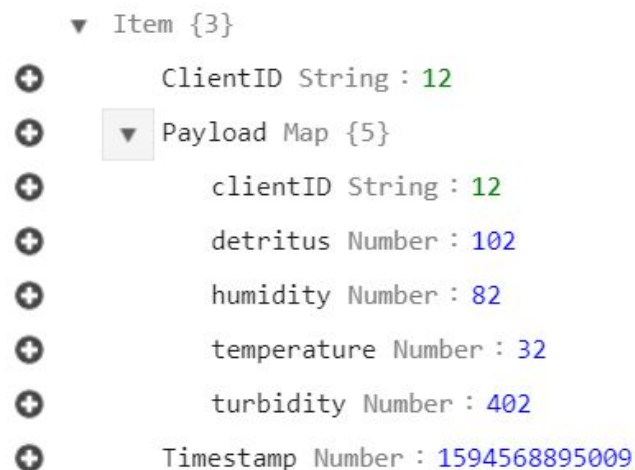 Item {3}
ClientID String : 12
Payload Map {5}
clientID String : 12
detritus Number : 102
humidity Number : 82
temperature Number : 32
turbidity Number : 402
Timestamp Number : 1594568895009